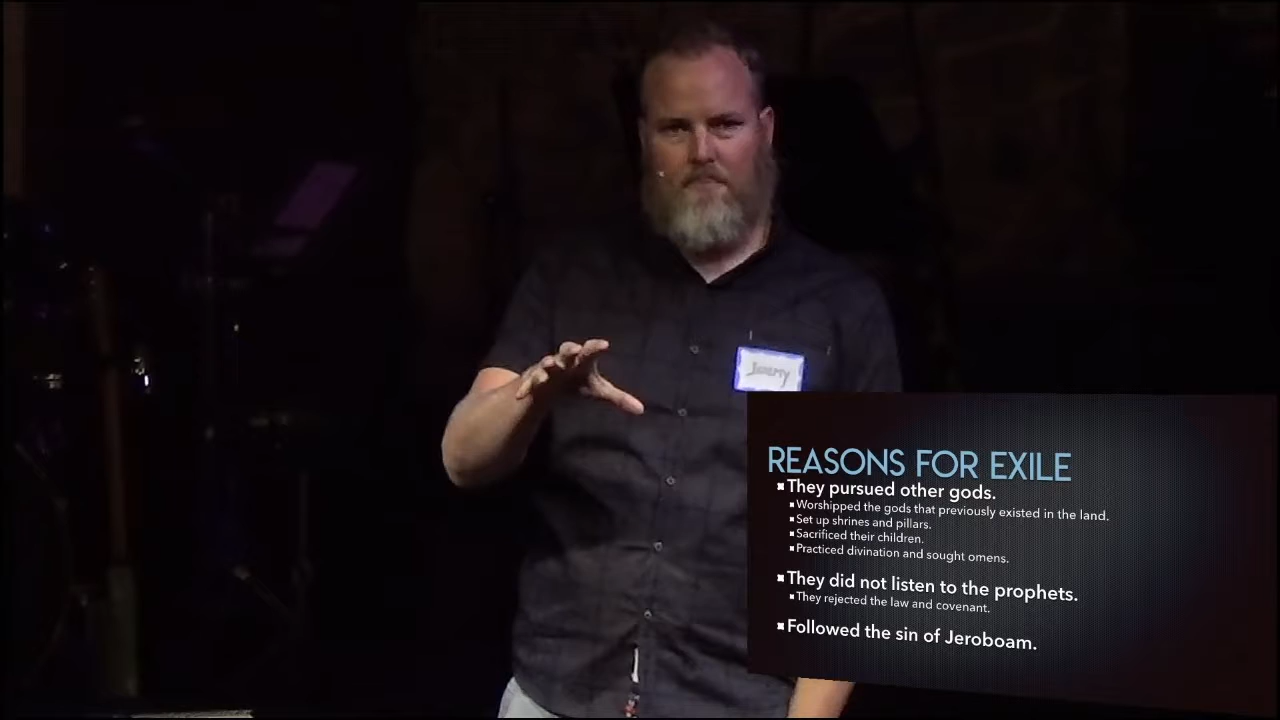 Jeremy
REASONS FOR EXILE
They pursued other gods.
Worshipped the gods that previously existed in the land.
Set up shrines and pillars.
Sacrificed their children.
Practiced divination and sought omens.
They did not listen to the prophets.
They rejected the law and covenant.
Followed the sin of Jeroboam.